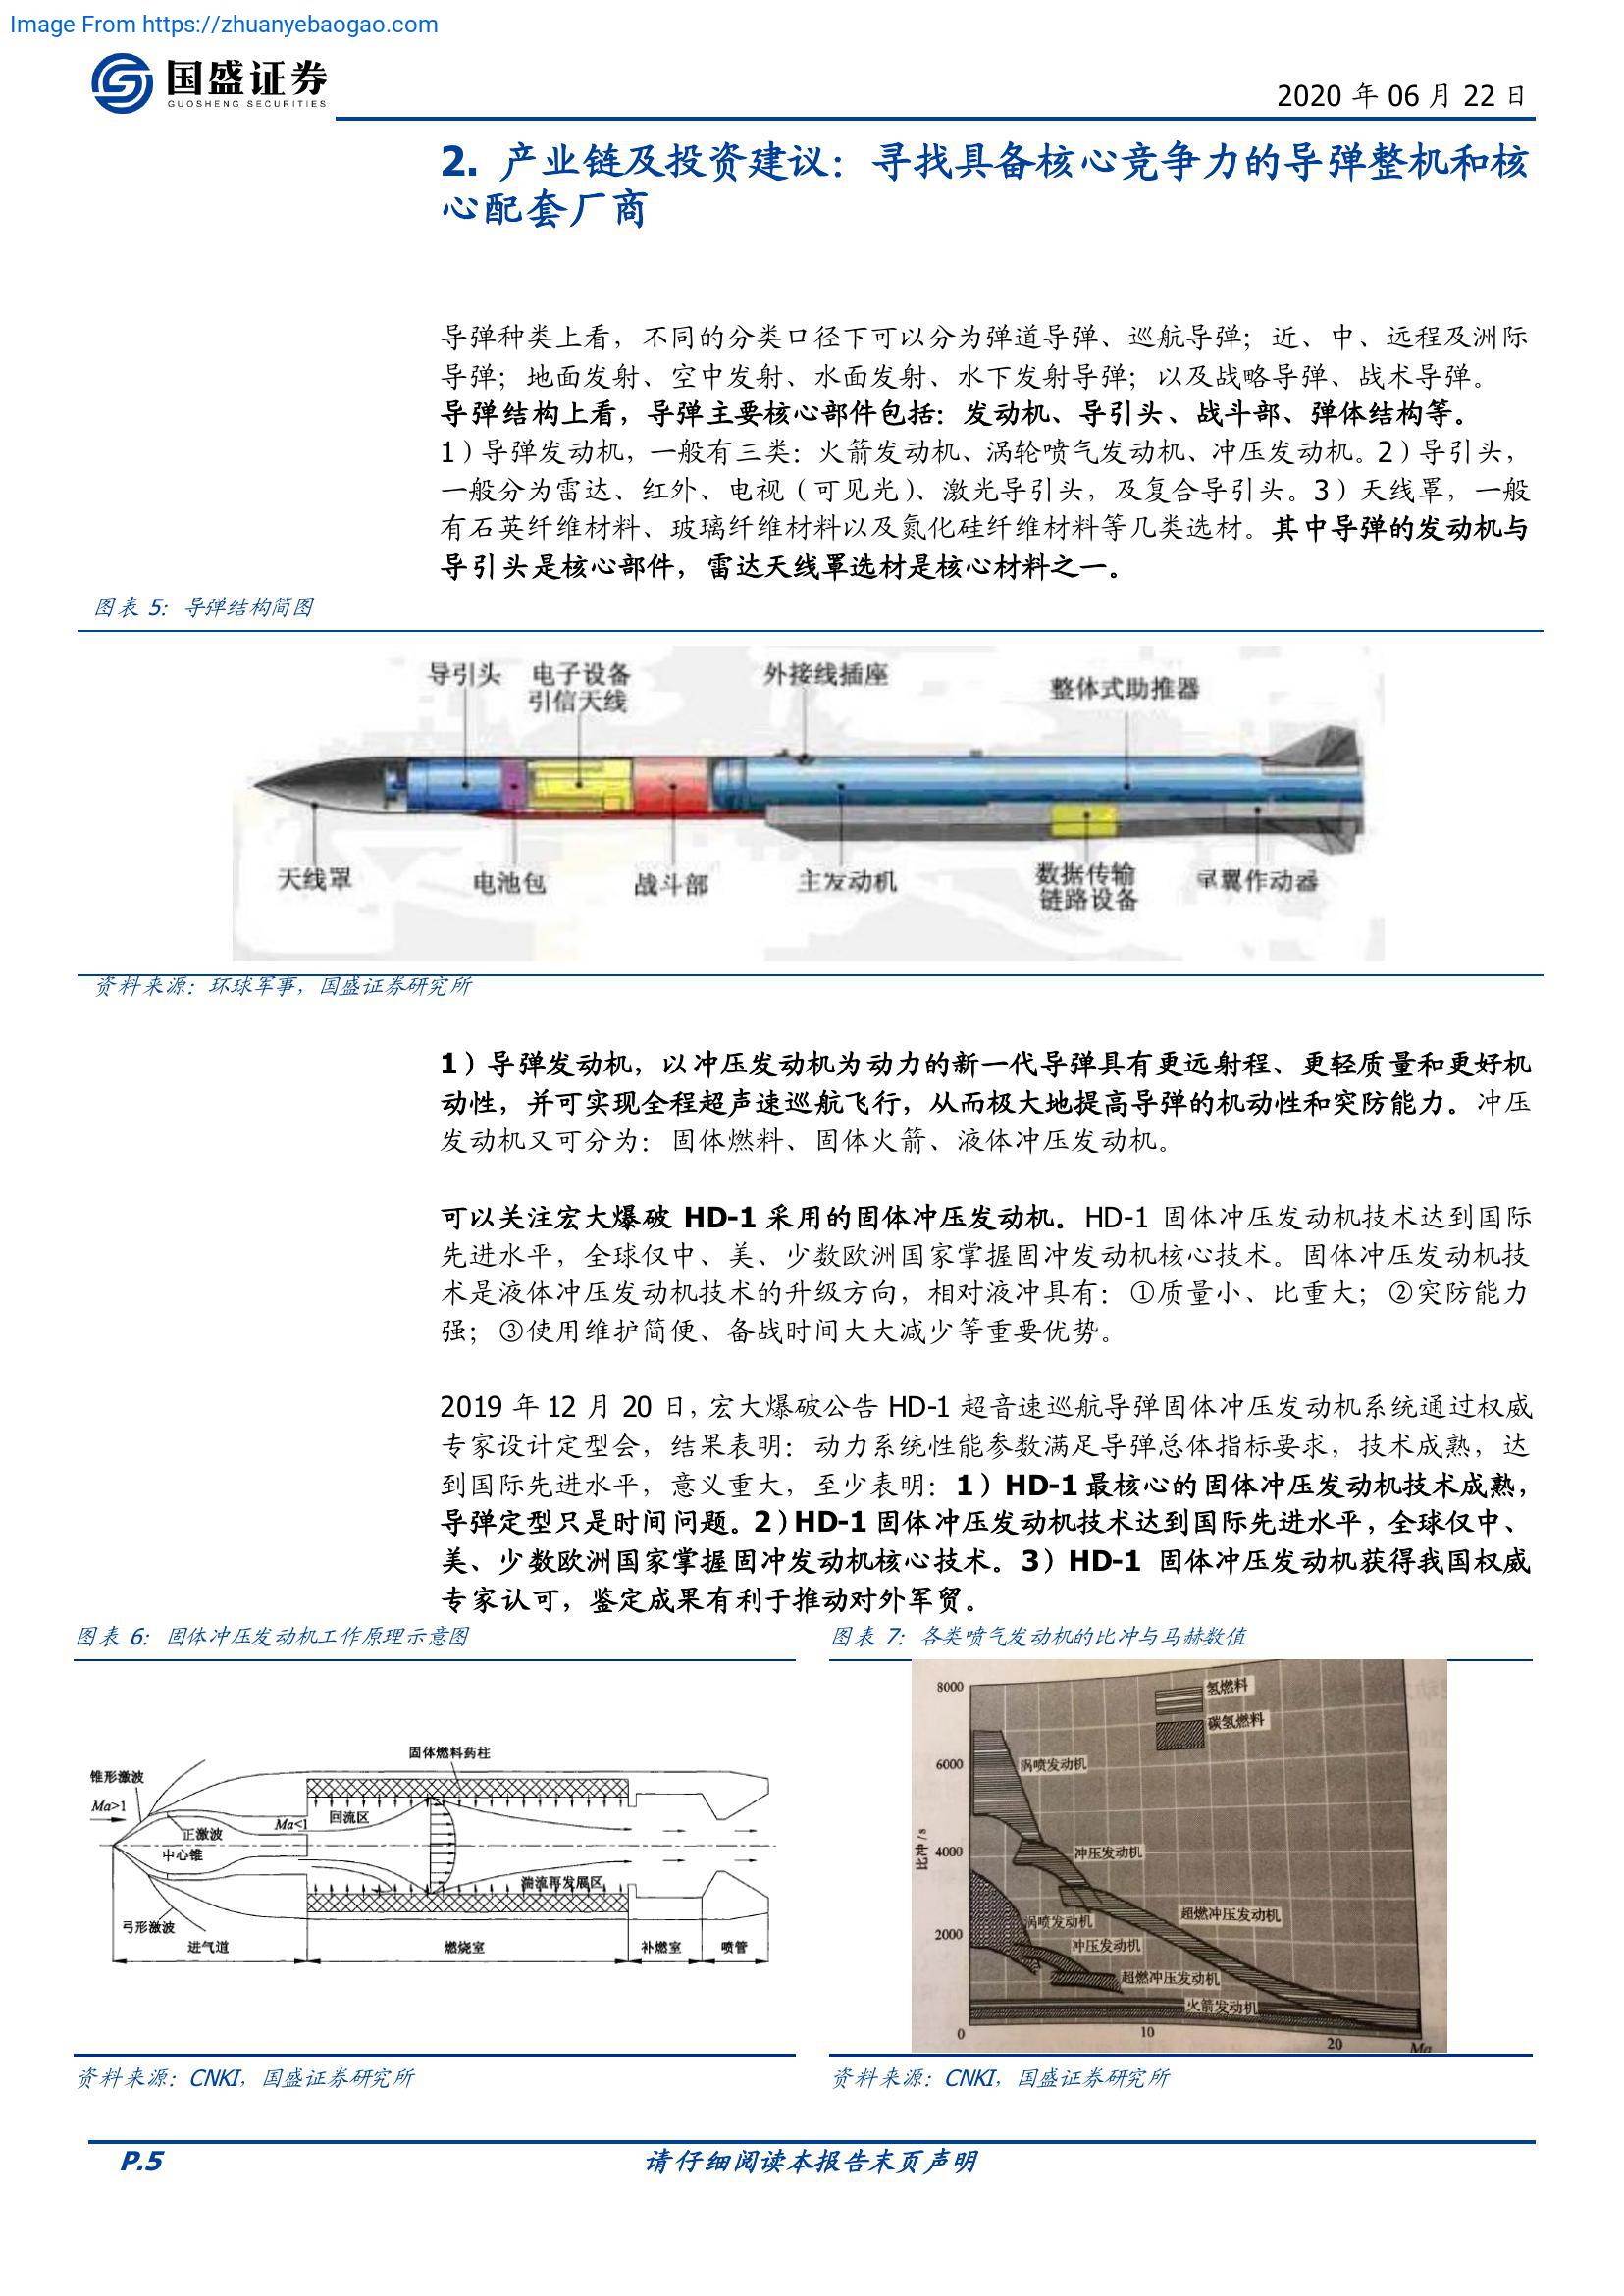 Image From https://zhuanyebaogao.com
国盛证券
GUOSHENG SECURITIES
2020 年 06 月 22 日
2. 产业链及投资建议：寻找具备核心竞争力的导弹整机和核
心配套厂商
导弹种类上看，不同的分类口径下可以分为弹道导弹、巡航导弹；近、中、远程及洲际
导弹；地面发射、空中发射、水面发射、水下发射导弹；以及战略导弹、战术导弹。
导弹结构上看，导弹主要核心部件包括：发动机、导引头、战斗部、弹体结构等。
1）导弹发动机，一般有三类：火箭发动机、涡轮喷气发动机、冲压发动机。2）导引头，
一般分为雷达、红外、电视（可见光）、激光导引头，及复合导引头。3）天线罩，一般
有石英纤维材料、玻璃纤维材料以及氮化硅纤维材料等几类选材。其中导弹的发动机与
导引头是核心部件，雷达天线罩选材是核心材料之一。
图表 5：导弹结构简图
导引头
电子设备
引信天线
外接线插座
整体式助推器
天线罩
电池包
战斗部
主发动机
数据传输
链路设备
翼作动器
资料来源：环球军事，国盛证券研究所
1）导弹发动机，以冲压发动机为动力的新一代导弹具有更远射程、更轻质量和更好机
动性，并可实现全程超声速巡航飞行，从而极大地提高导弹的机动性和突防能力。冲压
发动机又可分为：固体燃料、固体火箭、液体冲压发动机。
可以关注宏大爆破 HD-1 采用的固体冲压发动机。HD-1 固体冲压发动机技术达到国际
先进水平，全球仅中、美、少数欧洲国家掌握固冲发动机核心技术。固体冲压发动机技
术是液体冲压发动机技术的升级方向，相对液冲具有：①质量小、比重大；②突防能力
强；③使用维护简便、备战时间大大减少等重要优势。
2019 年 12 月 20 日，宏大爆破公告 HD-1 超音速巡航导弹固体冲压发动机系统通过权威
专家设计定型会，结果表明：动力系统性能参数满足导弹总体指标要求，技术成熟，达
到国际先进水平，意义重大，至少表明：1）HD-1 最核心的固体冲压发动机技术成熟，
导弹定型只是时间问题。2）HD-1 固体冲压发动机技术达到国际先进水平，全球仅中、
美、少数欧洲国家掌握固冲发动机核心技术。3）HD-1 固体冲压发动机获得我国权威
专家认可，鉴定成果有利于推动对外军贸。
图表 6：固体冲压发动机工作原理示意图
固体燃料药柱
锥形激波
Ma>1
正激波
中心锥
Ma<1
回流区
湍流再发展区
弓形激波
进气道
燃烧室
补燃室
喷管
资料来源：CNKI，国盛证券研究所
图表 7：各类喷气发动机的比冲与马赫数值
8000
氢燃料
碳氢燃料
6000
涡喷发动机
比冲/s
4000
冲压发动机
超燃冲压发动机
2000
涡喷发动机
冲压发动机
超燃冲压发动机
火箭发动机
0
10
20
Ma
资料来源：CNKI，国盛证券研究所
P.5
请仔细阅读本报告末页声明